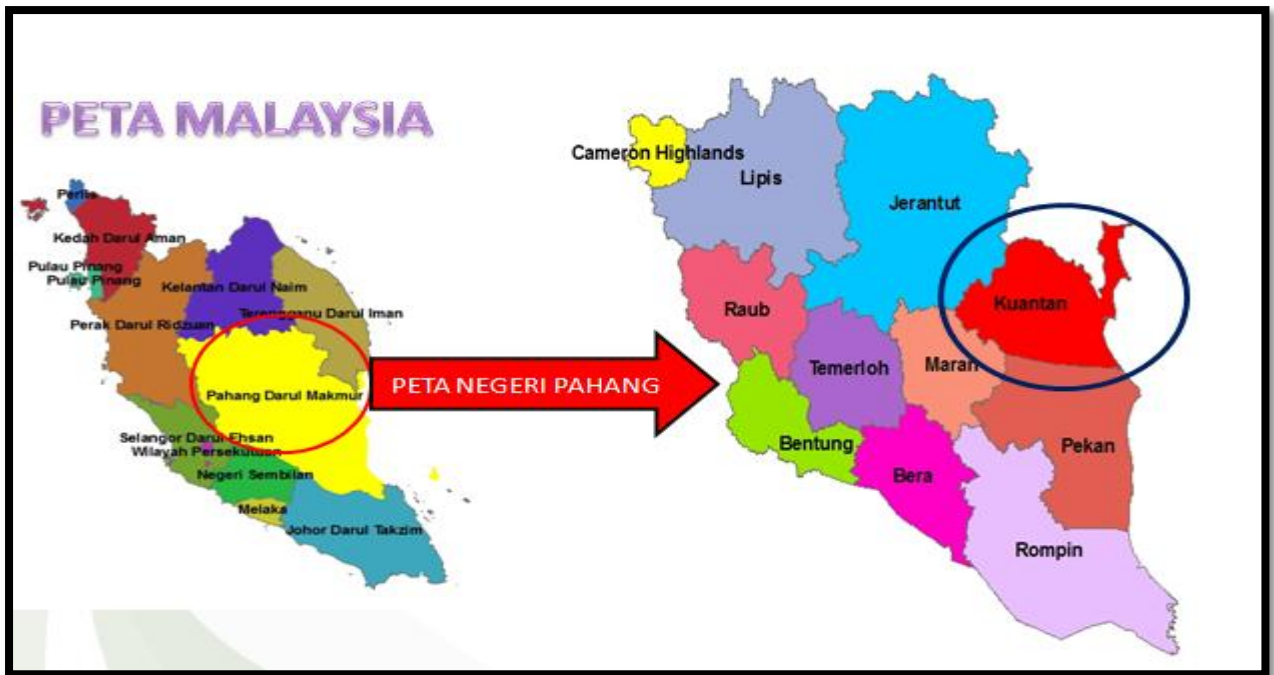 PETA MALAYSIA
Perlis
Kedah Darul Aman
Pulau Pinang
Pulau Pinang
Kelantan Darul Naim
Terengganu Darul Iman
Perak Darul Ridzuan
Pahang Darul Makmur
Selangor Darul Ehsan
Wilayah Persekutuan
Negeri Sembilan
Melaka
Johor Darul Takzim
PETA NEGERI PAHANG
Cameron Highlands
Lipis
Jerantut
Kuantan
Raub
Temerloh
Maran
Bentung
Pekan
Bera
Rompin